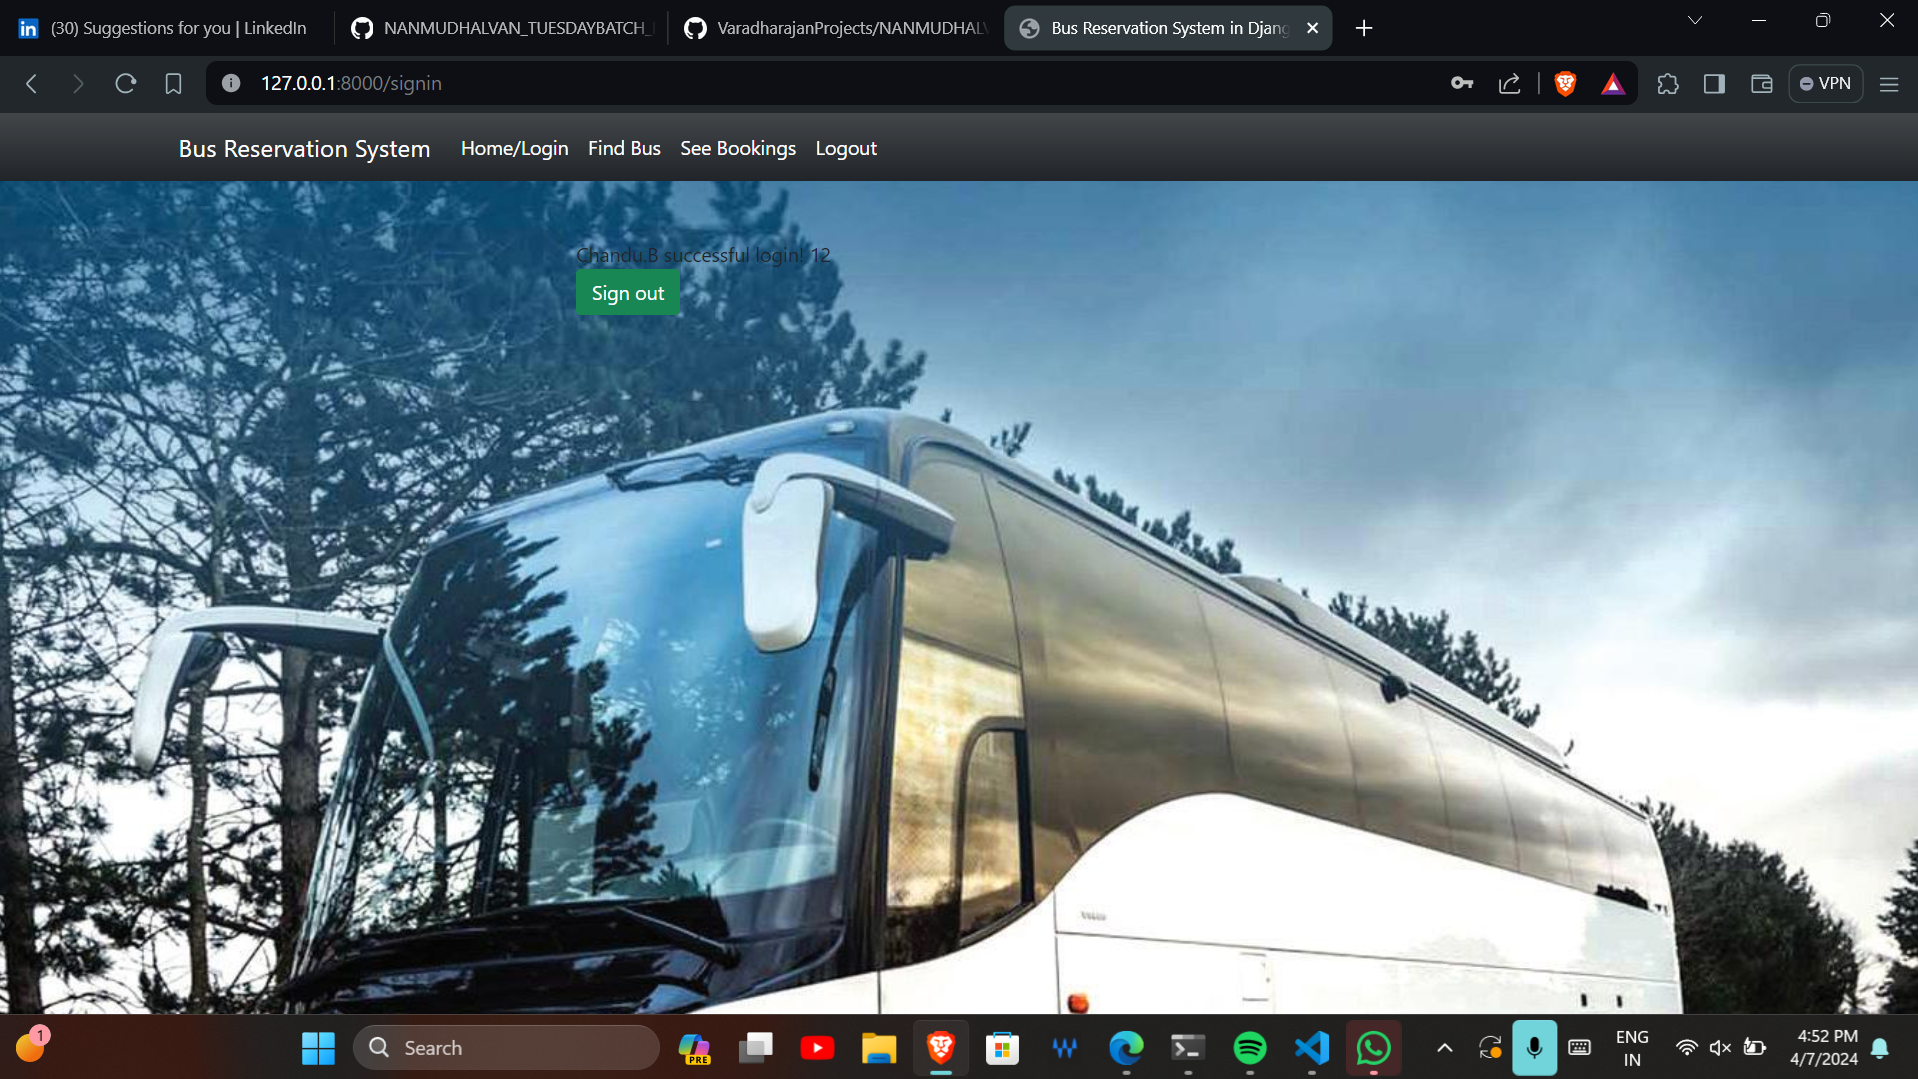 (30) Suggestions for you | LinkedIn
NANMUDHALVAN_TUESDAYBATCH_
VaradharajanProjects/NANMUDHALV
Bus Reservation System in Djang
127.0.0.1:8000/signin
VPN
Bus Reservation System
Home/Login
Find Bus
See Bookings
Logout
Chandu.B successful login! 12
Sign out
1
Search
PRE
ENG
IN
4:52 PM
4/7/2024